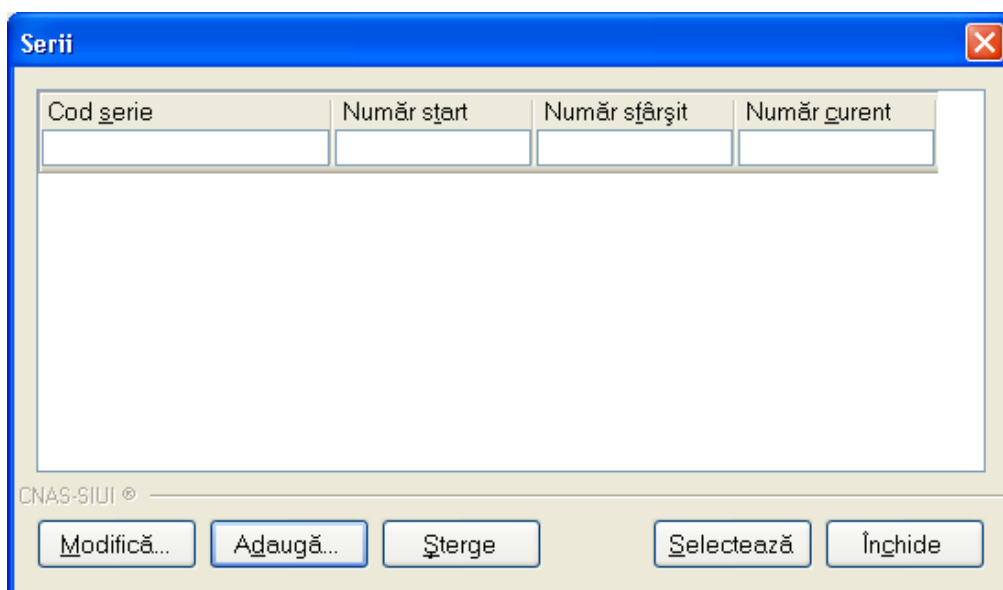 Serii
Cod serie Număr start Număr sfârşit Număr curent
CNAS-SIUI ®
Modifică... Adaugă... Şterge Selectează Închide